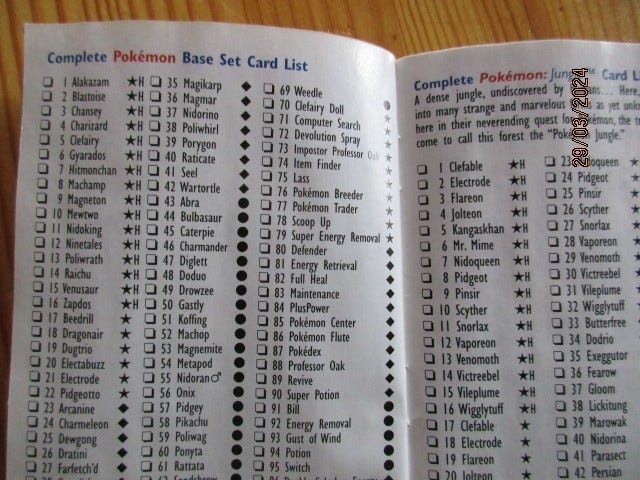 Complete Pokémon Base Set Card List
1 Alakazam ★H
2 Blastoise ★H
3 Chansey ★H
4 Charizard ★H
5 Clefairy ★H
6 Gyarados ★H
7 Hitmonchan ★H
8 Machamp ★H
9 Magneton ★H
10 Mewtwo ★H
11 Nidoking ★H
12 Ninetales ★H
13 Poliwrath ★H
14 Raichu ★H
15 Venusaur ★H
16 Zapdos ★H
17 Beedrill ★
18 Dragonair ★
19 Dugtrio ★
20 Electabuzz ★
21 Electrode ★
22 Pidgeotto ★
23 Arcanine ◆
24 Charmeleon ◆
25 Dewgong ◆
26 Dratini ◆
27 Farfetch'd ◆
35 Magikarp ◆
36 Magmar ◆
37 Nidorino ◆
38 Poliwhirl ◆
39 Porygon ◆
40 Raticate ◆
41 Seel ◆
42 Wartortle ◆
43 Abra ●
44 Bulbasaur ●
45 Caterpie ●
46 Charmander ●
47 Diglett ●
48 Doduo ●
49 Drowzee ●
50 Gastly ●
51 Koffing ●
52 Machop ●
53 Magnemite ●
54 Metapod ●
55 Nidoran♂ ●
56 Onix ●
57 Pidgey ●
58 Pikachu ●
59 Poliwag ●
60 Ponyta ●
61 Rattata ●
62 Sandshrew ●
69 Weedle ●
70 Clefairy Doll ★
71 Computer Search ★
72 Devolution Spray ★
73 Impostor Professor Oak ★
74 Item Finder ★
75 Lass ★
76 Pokémon Breeder ★
77 Pokémon Trader ★
78 Scoop Up ★
79 Super Energy Removal ★
80 Defender ◆
81 Energy Retrieval ◆
82 Full Heal ◆
83 Maintenance ◆
84 PlusPower ◆
85 Pokémon Center ◆
86 Pokémon Flute ◆
87 Pokédex ◆
88 Professor Oak ◆
89 Revive ◆
90 Super Potion ◆
91 Bill ●
92 Energy Removal ●
93 Gust of Wind ●
94 Potion ●
95 Switch ●
Complete Pokémon: Jungle™ Card
A dense jungle, undiscovered by Here,
into many strange and marvelous as yet
here in their neverending quest for Pokémon, the
come to call this forest the "Pok Jungle."
1 Clefable ★H
2 Electrode ★H
3 Flareon ★H
4 Jolteon ★H
5 Kangaskhan ★H
6 Mr. Mime ★H
7 Nidoqueen ★H
8 Pidgeot ★H
9 Pinsir ★H
10 Scyther ★H
11 Snorlax ★H
12 Vaporeon ★H
13 Venomoth ★H
14 Victreebel ★H
15 Vileplume ★H
16 Wigglytuff ★H
17 Clefable ★
18 Electrode ★
19 Flareon ★
20 Jolteon ★
23 Nidoqueen ★
24 Pidgeot ★
25 Pinsir
26 Scyther
27 Snorlax
28 Vaporeon
29 Venomoth
30 Victreebel
31 Vileplume
32 Wigglytuff
33 Butterfree
34 Dodrio
35 Exeggutor
36 Fearow
37 Gloom
38 Lickitung
39 Marowak
40 Nidorina
41 Parasect
42 Persian
29/03/2024